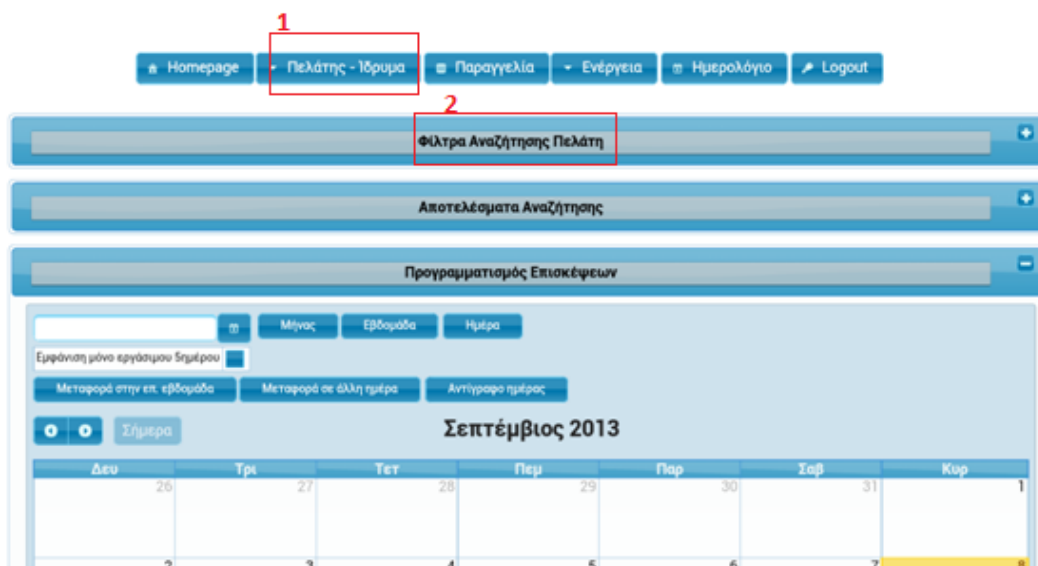 1
Homepage Πελάτης - Ίδρυμα Παραγγελία Ενέργεια Ημερολόγιο Logout
2
Φίλτρα Αναζήτησης Πελάτη
Αποτελέσματα Αναζήτησης
Προγραμματισμός Επισκέψεων
Μήνας Εβδομάδα Ημέρα
Εμφάνιση μόνο εργάσιμου 5ημέρου
Μεταφορά στην επ. εβδομάδα Μεταφορά σε άλλη ημέρα Αντίγραφο ημέρας
Σήμερα Σεπτέμβιος 2013
Δευ Τρι Τετ Πεμ Παρ Σαβ Κυρ
26 27 28 29 30 31 1
2 3 4 5 6 7 8